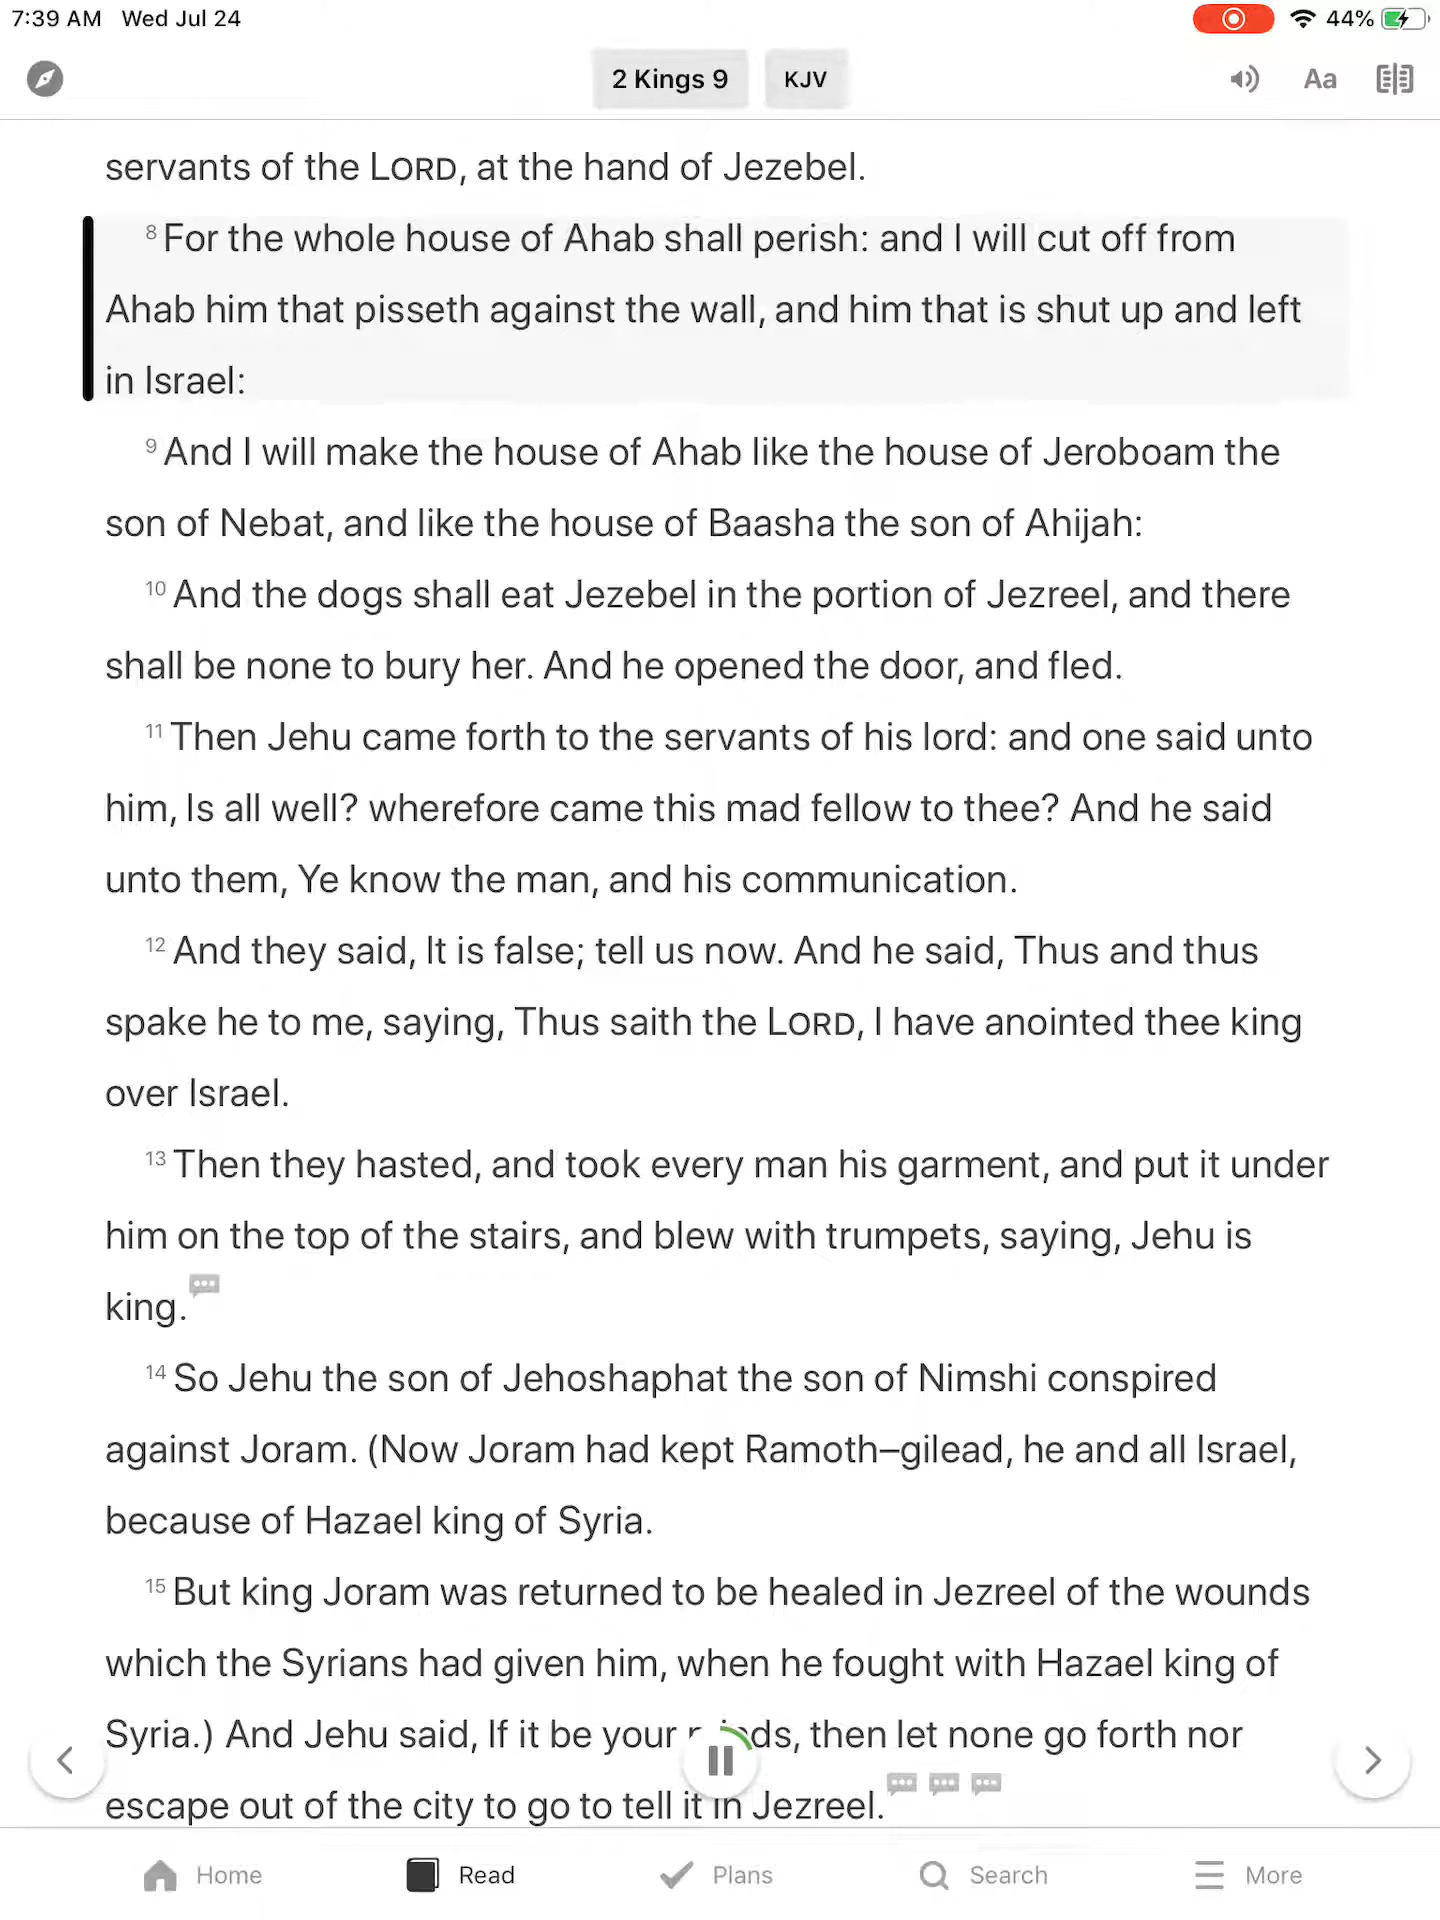 7:39 AM Wed Jul 24
44%
2 Kings 9 KJV
Aa
servants of the LORD, at the hand of Jezebel.
8 For the whole house of Ahab shall perish: and I will cut off from
Ahab him that pisseth against the wall, and him that is shut up and left
in Israel:
9 And I will make the house of Ahab like the house of Jeroboam the
son of Nebat, and like the house of Baasha the son of Ahijah:
10 And the dogs shall eat Jezebel in the portion of Jezreel, and there
shall be none to bury her. And he opened the door, and fled.
11 Then Jehu came forth to the servants of his lord: and one said unto
him, Is all well? wherefore came this mad fellow to thee? And he said
unto them, Ye know the man, and his communication.
12 And they said, It is false; tell us now. And he said, Thus and thus
spake he to me, saying, Thus saith the LORD, I have anointed thee king
over Israel.
13 Then they hasted, and took every man his garment, and put it under
him on the top of the stairs, and blew with trumpets, saying, Jehu is
king.
14 So Jehu the son of Jehoshaphat the son of Nimshi conspired
against Joram. (Now Joram had kept Ramoth–gilead, he and all Israel,
because of Hazael king of Syria.
15 But king Joram was returned to be healed in Jezreel of the wounds
which the Syrians had given him, when he fought with Hazael king of
Syria.) And Jehu said, If it be your then let none go forth nor
escape out of the city to go to tell it in Jezreel.
Home Read Plans Search More